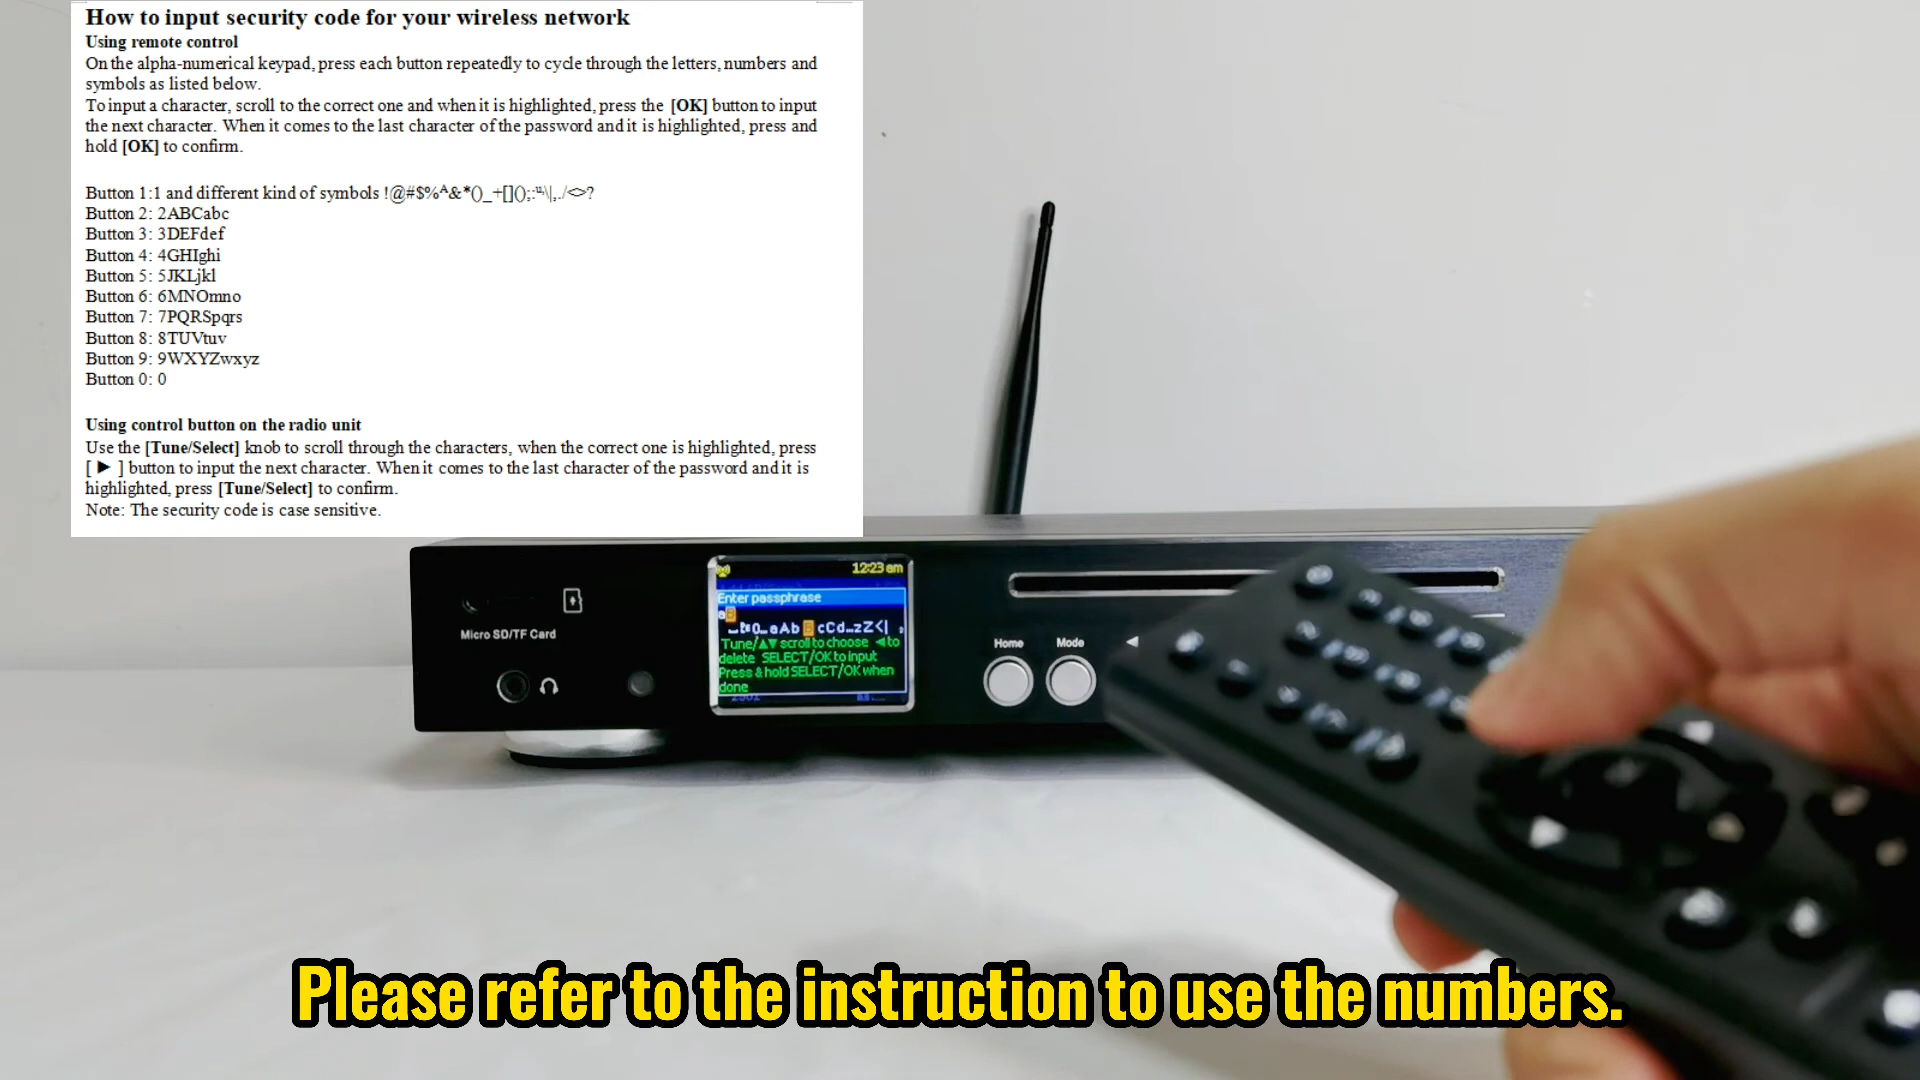 How to input security code for your wireless network
Using remote control
On the alpha-numerical keypad, press each button repeatedly to cycle through the letters, numbers and
symbols as listed below.
To input a character, scroll to the correct one and when it is highlighted, press the [OK] button to input
the next character. When it comes to the last character of the password and it is highlighted, press and
hold [OK] to confirm.
Button 1:1 and different kind of symbols !@#$%^&*()_+[]();:"\|,./<>?
Button 2: 2ABCabc
Button 3: 3DEFdef
Button 4: 4GHIghi
Button 5: 5JKLjkl
Button 6: 6MNOmno
Button 7: 7PQRSpqrs
Button 8: 8TUVtuv
Button 9: 9WXYZwxyz
Button 0: 0
Using control button on the radio unit
Use the [Tune/Select] knob to scroll through the characters, when the correct one is highlighted, press
[ ► ] button to input the next character. When it comes to the last character of the password and it is
highlighted, press [Tune/Select] to confirm.
Note: The security code is case sensitive.
12:23 am
Enter passphrase
aB
0...aAbBcCd...zZ<|
Tune/▲▼ scroll to choose ◄ to
delete SELECT/OK to input
Press & hold SELECT/OK when
done
Micro SD/TF Card
Home
Mode
◄
Please refer to the instruction to use the numbers.